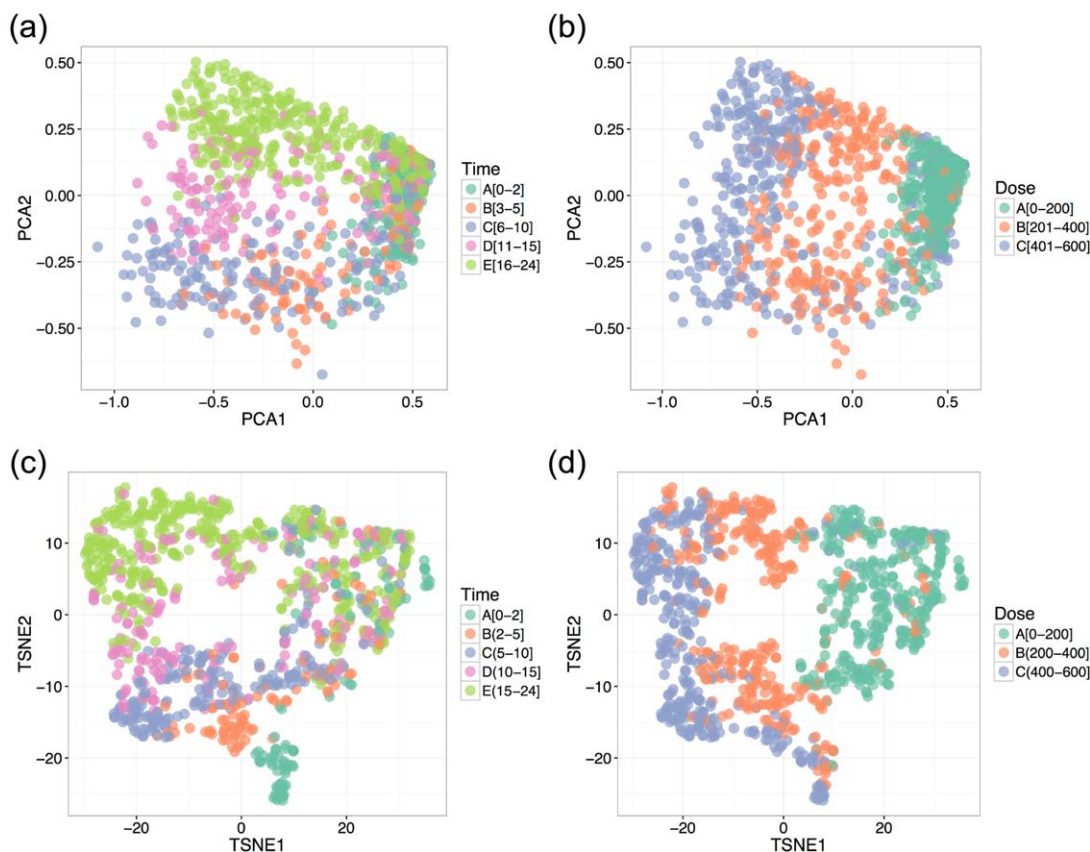 (a)
(b)
0.50
0.25
0.00
−0.25
−0.50
PCA2
−1.0
−0.5
0.0
0.5
PCA1
Time
A[0−2]
B[3−5]
C[6−10]
D[11−15]
E[16−24]
0.50
0.25
0.00
−0.25
−0.50
PCA2
−1.0
−0.5
0.0
0.5
PCA1
Dose
A[0−200]
B[201−400]
C[401−600]
(c)
(d)
10
0
−10
−20
TSNE2
−20
0
20
TSNE1
Time
A[0−2]
B(2−5]
C(5−10]
D(10−15]
E(15−24]
10
0
−10
−20
TSNE2
−20
0
20
TSNE1
Dose
A[0−200]
B(200−400]
C(400−600]